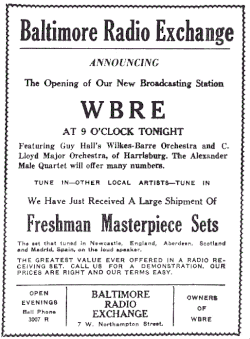 Baltimore Radio Exchange
ANNOUNCING
The Opening of Our New Broadcasting Station
WBRE
AT 9 O'CLOCK TONIGHT
Featuring Guy Hall's Wilkes-Barre Orchestra and C.
Lloyd Major Orchestra, of Harrisburg. The Alexander
Male Quartet will offer many numbers.
TUNE IN—OTHER LOCAL ARTISTS—TUNE IN
We Have Just Received A Large Shipment Of
Freshman Masterpiece Sets
The set that tuned in Newcastle, England, Aberdeen, Scotland
and Madrid, Spain, on the loud speaker.
THE GREATEST VALUE EVER OFFERED IN A RADIO RE-
CEIVING SET. CALL US FOR A DEMONSTRATION. OUR
PRICES ARE RIGHT AND OUR TERMS EASY.
OPEN
EVENINGS
Bell Phone
3007 R
BALTIMORE
RADIO
EXCHANGE
7 W. Northampton Street.
OWNERS
OF
WBRE